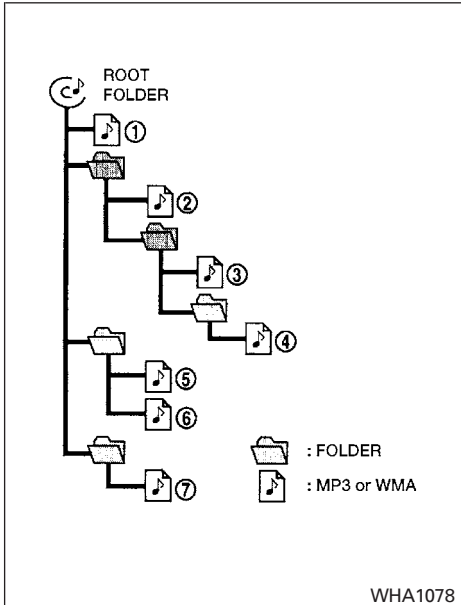 ROOT
FOLDER
①
②
③
④
⑤
⑥
⑦
: FOLDER
: MP3 or WMA
WHA1078